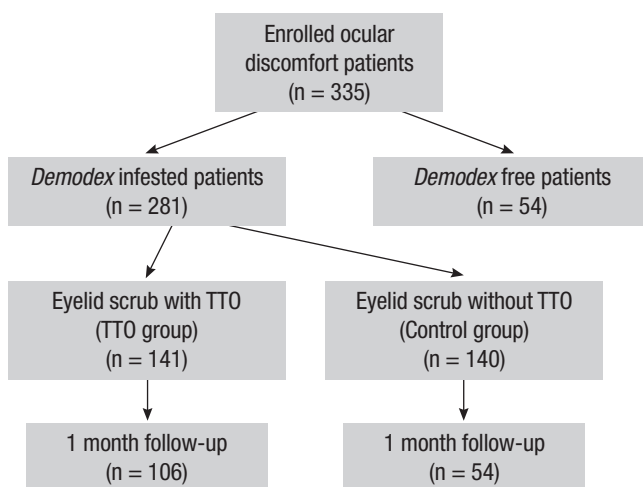 Enrolled ocular
discomfort patients
(n = 335)
Demodex infested patients
(n = 281)
Demodex free patients
(n = 54)
Eyelid scrub with TTO
(TTO group)
(n = 141)
Eyelid scrub without TTO
(Control group)
(n = 140)
1 month follow-up
(n = 106)
1 month follow-up
(n = 54)